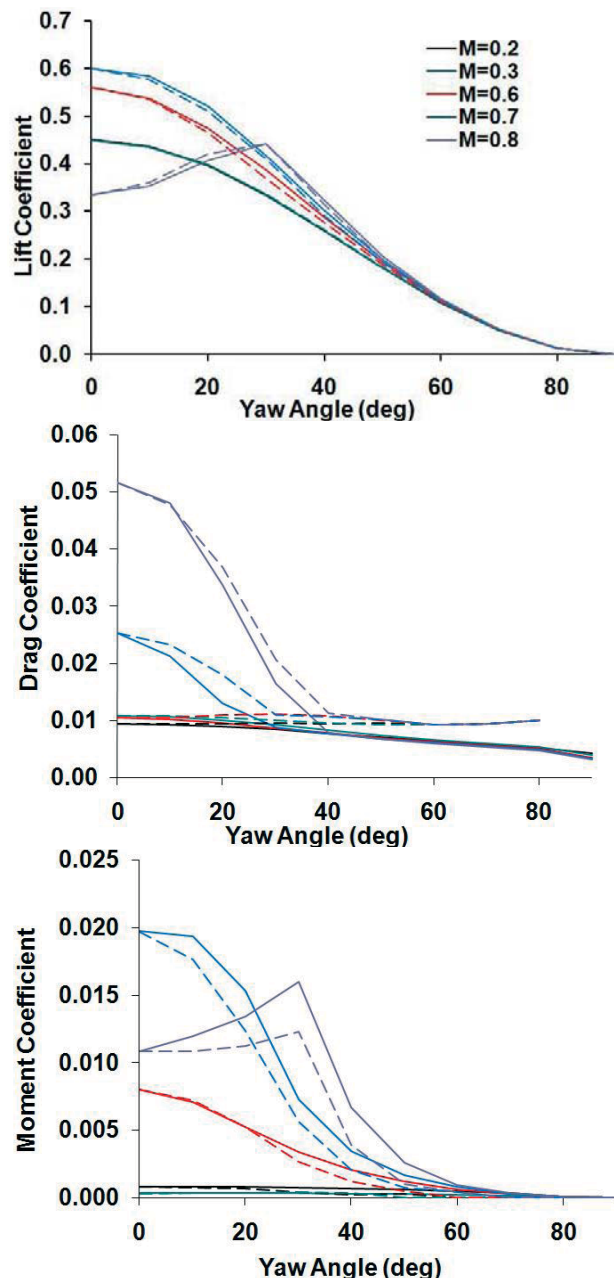 0.7
0.6
0.5
0.4
0.3
0.2
0.1
0.0
Lift Coefficient
M=0.2
M=0.3
M=0.6
M=0.7
M=0.8
0 20 40 60 80
Yaw Angle (deg)
0.06
0.05
0.04
0.03
0.02
0.01
0.00
Drag Coefficient
0 20 40 60 80
Yaw Angle (deg)
0.025
0.020
0.015
0.010
0.005
0.000
Moment Coefficient
0 20 40 60 80
Yaw Angle (deg)